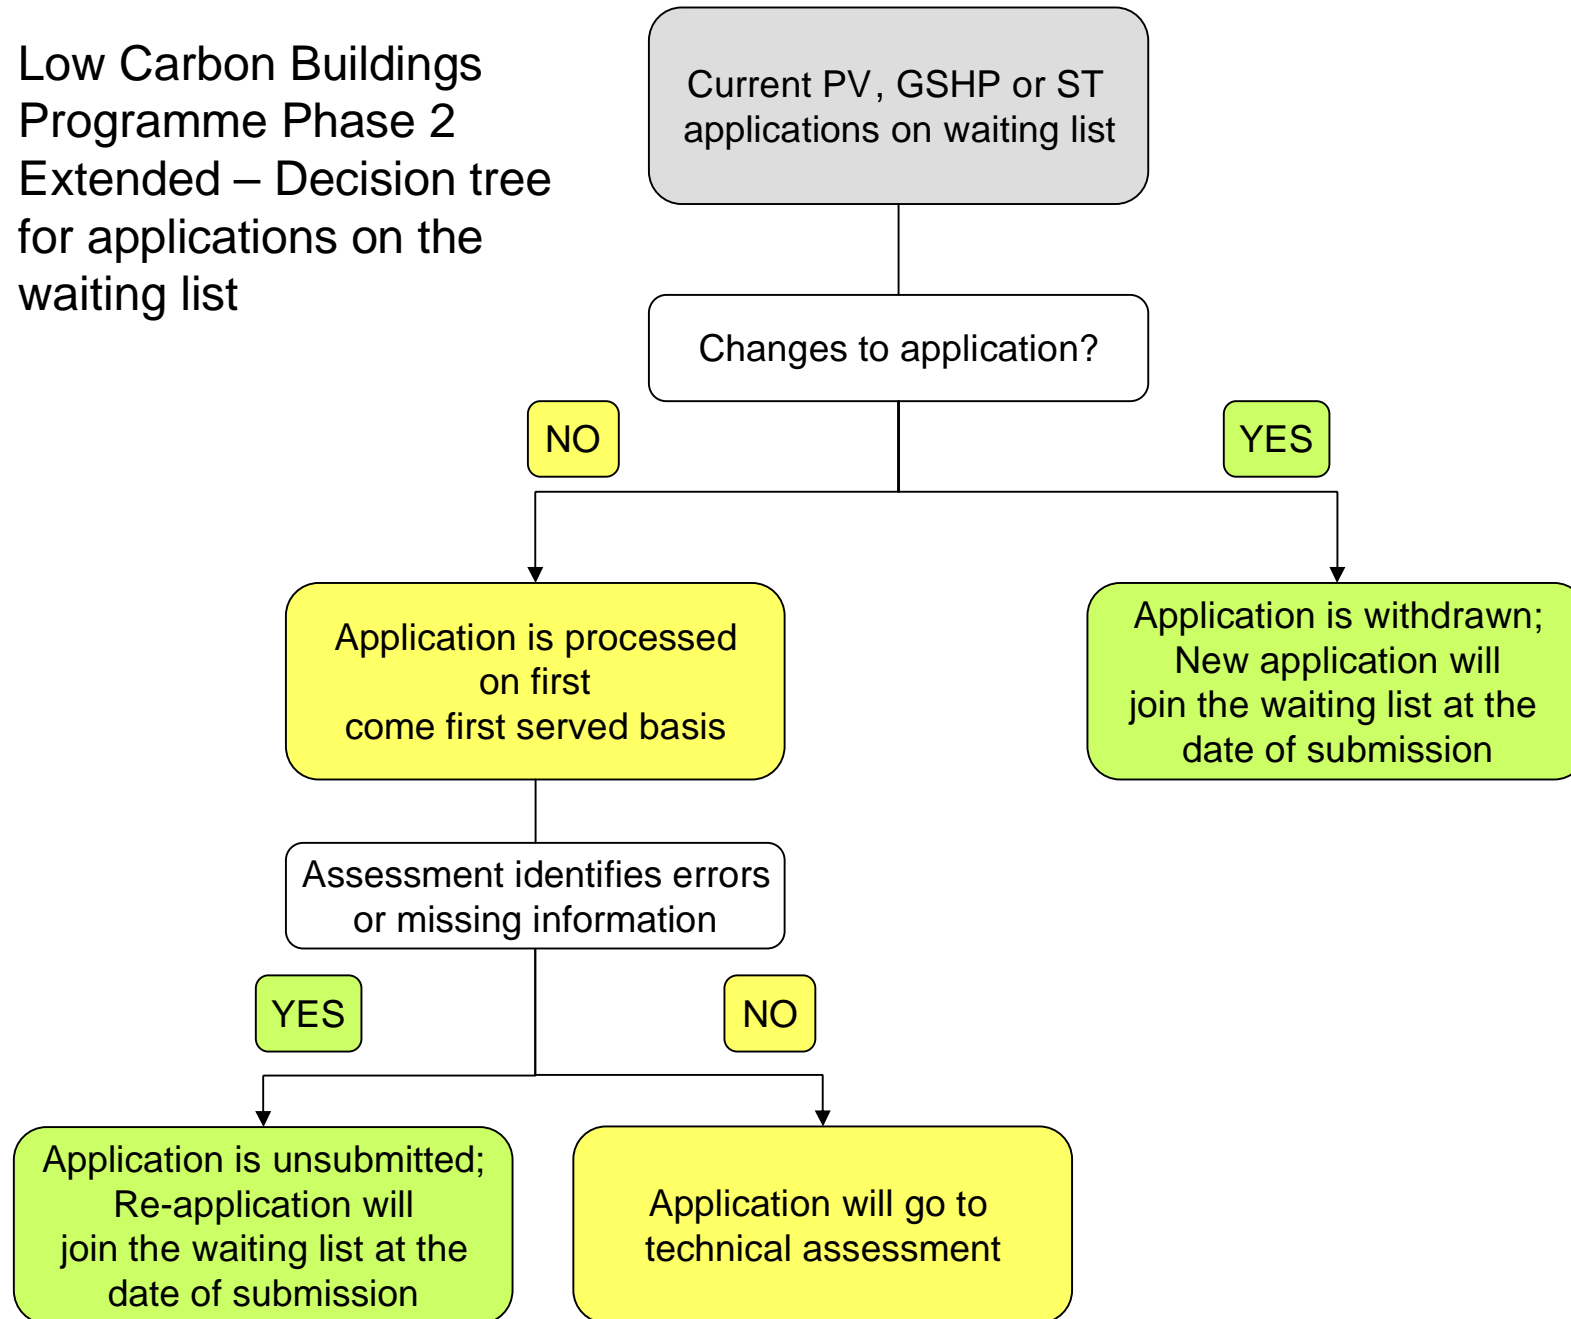 Low Carbon Buildings
Programme Phase 2
Extended – Decision tree
for applications on the
waiting list
Current PV, GSHP or ST
applications on waiting list
Changes to application?
NO
YES
Application is processed
on first
come first served basis
Application is withdrawn;
New application will
join the waiting list at the
date of submission
Assessment identifies errors
or missing information
YES
NO
Application is unsubmitted;
Re-application will
join the waiting list at the
date of submission
Application will go to
technical assessment